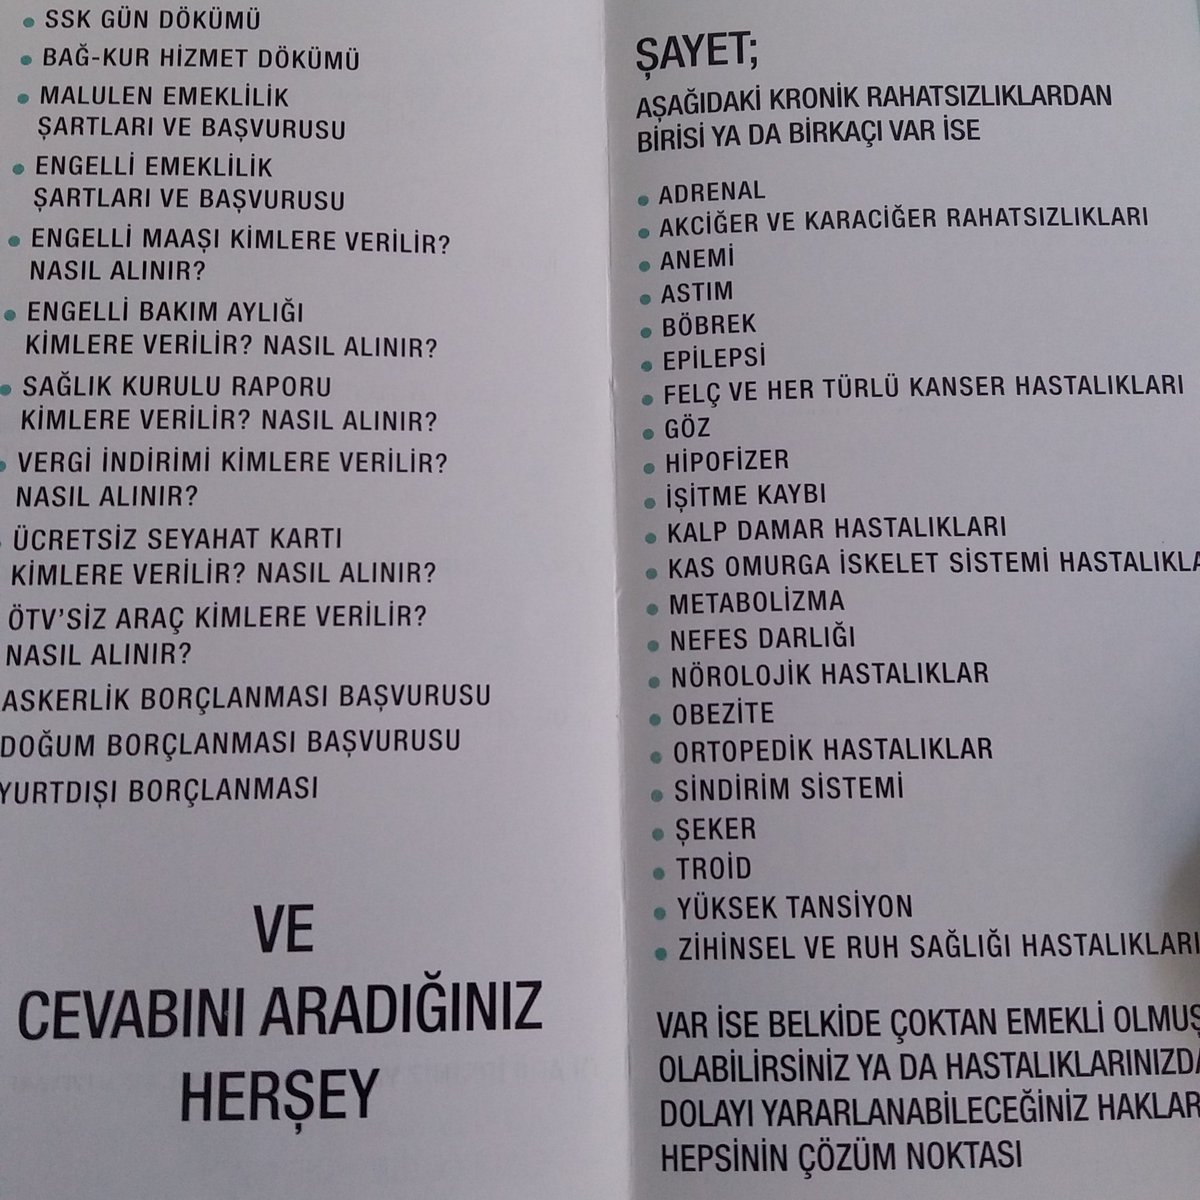 SSK GÜN DÖKÜMÜ
BAĞ-KUR HİZMET DÖKÜMÜ
MALULEN EMEKLİLİK
ŞARTLARI VE BAŞVURUSU
ENGELLİ EMEKLİLİK
ŞARTLARI VE BAŞVURUSU
ENGELLİ MAAŞI KİMLERE VERİLİR?
NASIL ALINIR?
ENGELLİ BAKIM AYLIĞI
KİMLERE VERİLİR? NASIL ALINIR?
SAĞLIK KURULU RAPORU
KİMLERE VERİLİR? NASIL ALINIR?
VERGİ İNDİRİMİ KİMLERE VERİLİR?
NASIL ALINIR?
ÜCRETSİZ SEYAHAT KARTI
KİMLERE VERİLİR? NASIL ALINIR?
ÖTV'SİZ ARAÇ KİMLERE VERİLİR?
NASIL ALINIR?
ASKERLİK BORÇLANMASI BAŞVURUSU
DOĞUM BORÇLANMASI BAŞVURUSU
YURTDIŞI BORÇLANMASI
VE
CEVABINI ARADIĞINIZ
HERŞEY
ŞAYET;
AŞAĞIDAKİ KRONİK RAHATSIZLIKLARDAN
BİRİSİ YA DA BİRKAÇI VAR İSE
ADRENAL
AKCİĞER VE KARACİĞER RAHATSIZLIKLARI
ANEMİ
ASTIM
BÖBREK
EPİLEPSİ
FELÇ VE HER TÜRLÜ KANSER HASTALIKLARI
GÖZ
HİPOFİZER
İŞİTME KAYBI
KALP DAMAR HASTALIKLARI
KAS OMURGA İSKELET SİSTEMİ HASTALIKLA
METABOLİZMA
NEFES DARLIĞI
NÖROLOJİK HASTALIKLAR
OBEZİTE
ORTOPEDİK HASTALIKLAR
SİNDİRİM SİSTEMİ
ŞEKER
TROİD
YÜKSEK TANSİYON
ZİHİNSEL VE RUH SAĞLIĞI HASTALIKLARI
VAR İSE BELKİDE ÇOKTAN EMEKLİ OLMUŞ
OLABİLİRSİNİZ YA DA HASTALIKLARINIZDA
DOLAYI YARARLANABİLECEĞİNİZ HAKLAR
HEPSİNİN ÇÖZÜM NOKTASI